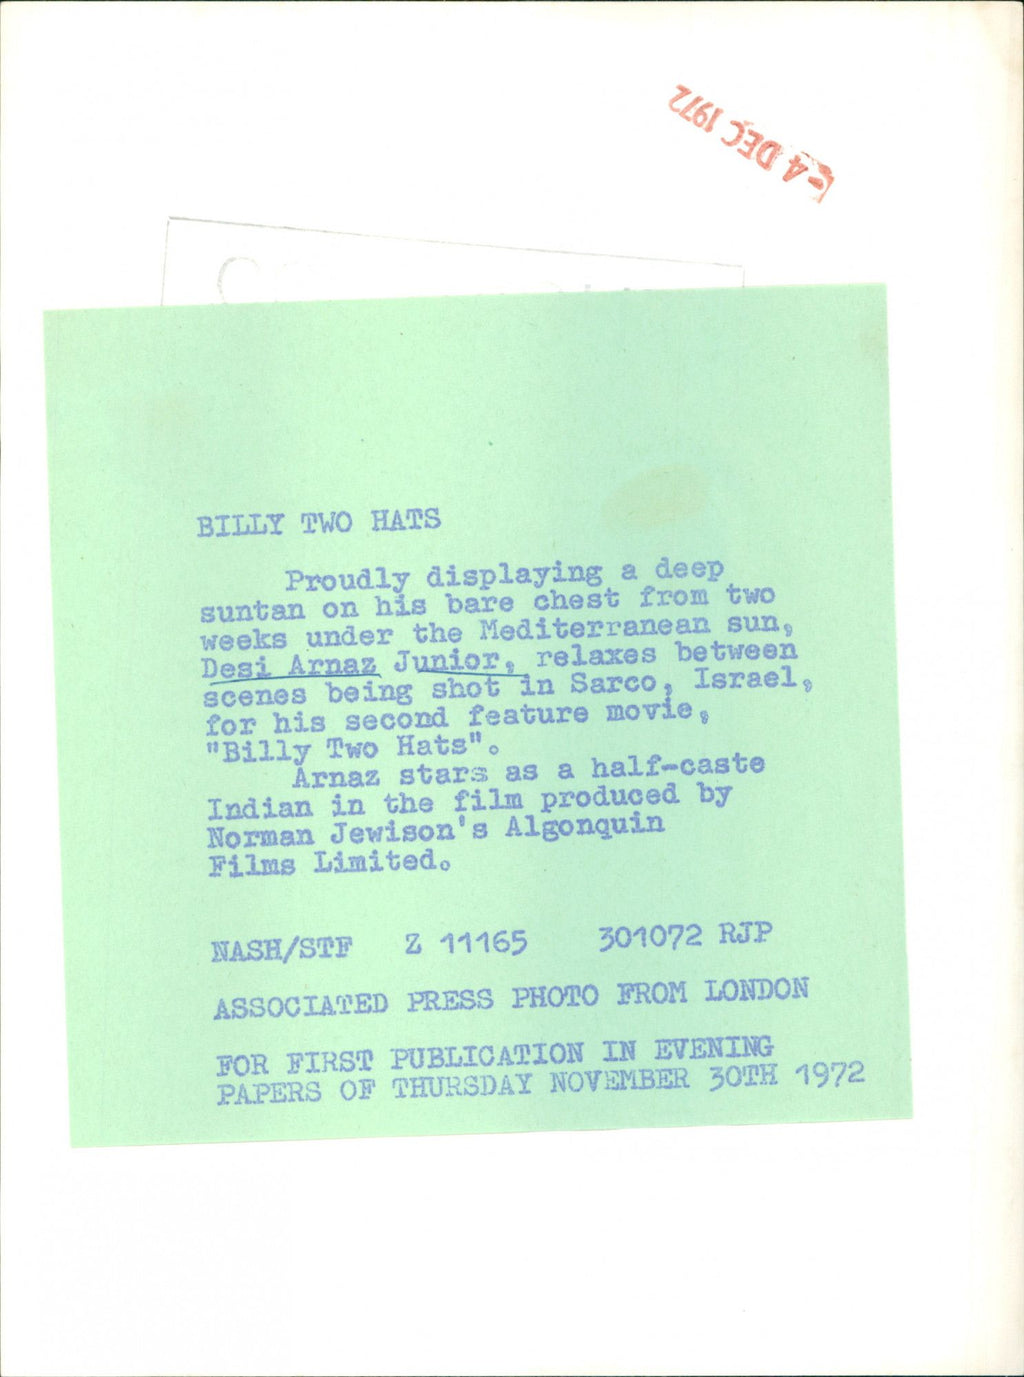 -4 DEC 1972
BILLY TWO HATS
Proudly displaying a deep
suntan on his bare chest from two
weeks under the Mediterranean sun,
Desi Arnaz Junior, relaxes between
scenes being shot in Sarco, Israel,
for his second feature movie,
"Billy Two Hats".
Arnaz stars as a half-caste
Indian in the film produced by
Norman Jewison's Algonquin
Films Limited.
NASH/STF Z 11165 301072 RJP
ASSOCIATED PRESS PHOTO FROM LONDON
FOR FIRST PUBLICATION IN EVENING
PAPERS OF THURSDAY NOVEMBER 30TH 1972